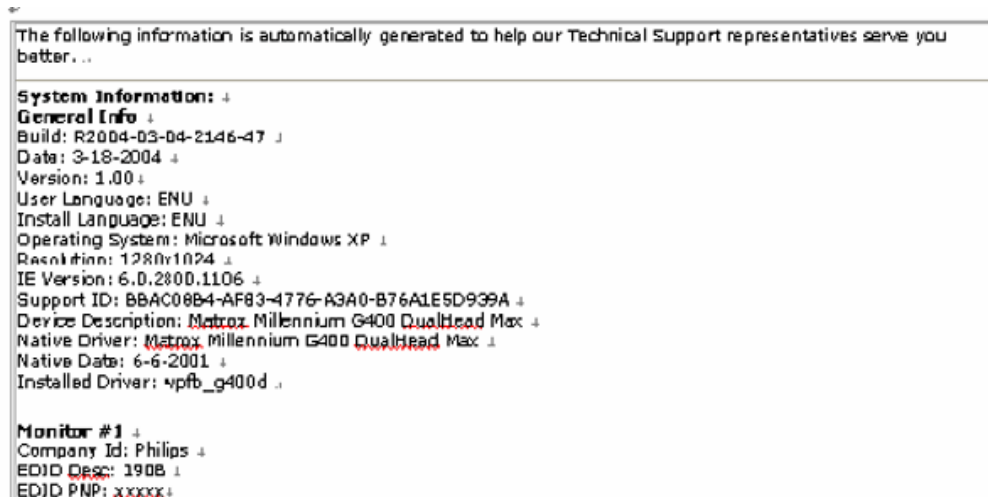 The following information is automatically generated to help our Technical Support representatives serve you
better...
System Information:
General Info
Build: R2004-03-04-2146-47
Date: 3-18-2004
Version: 1.00
User Language: ENU
Install Language: ENU
Operating System: Microsoft Windows XP
Resolution: 1280x1024
IE Version: 6.0.2800.1106
Support ID: BBAC08B4-AF83-4776-A3A0-B76A1E5D939A
Device Description: Matrox Millennium G400 DualHead Max
Native Driver: Matrox Millennium G400 DualHead Max
Native Date: 6-6-2001
Installed Driver: vpfb_g400d
Monitor #1
Company Id: Philips
EDID Desc: 190B
EDID PNP: xxxxx